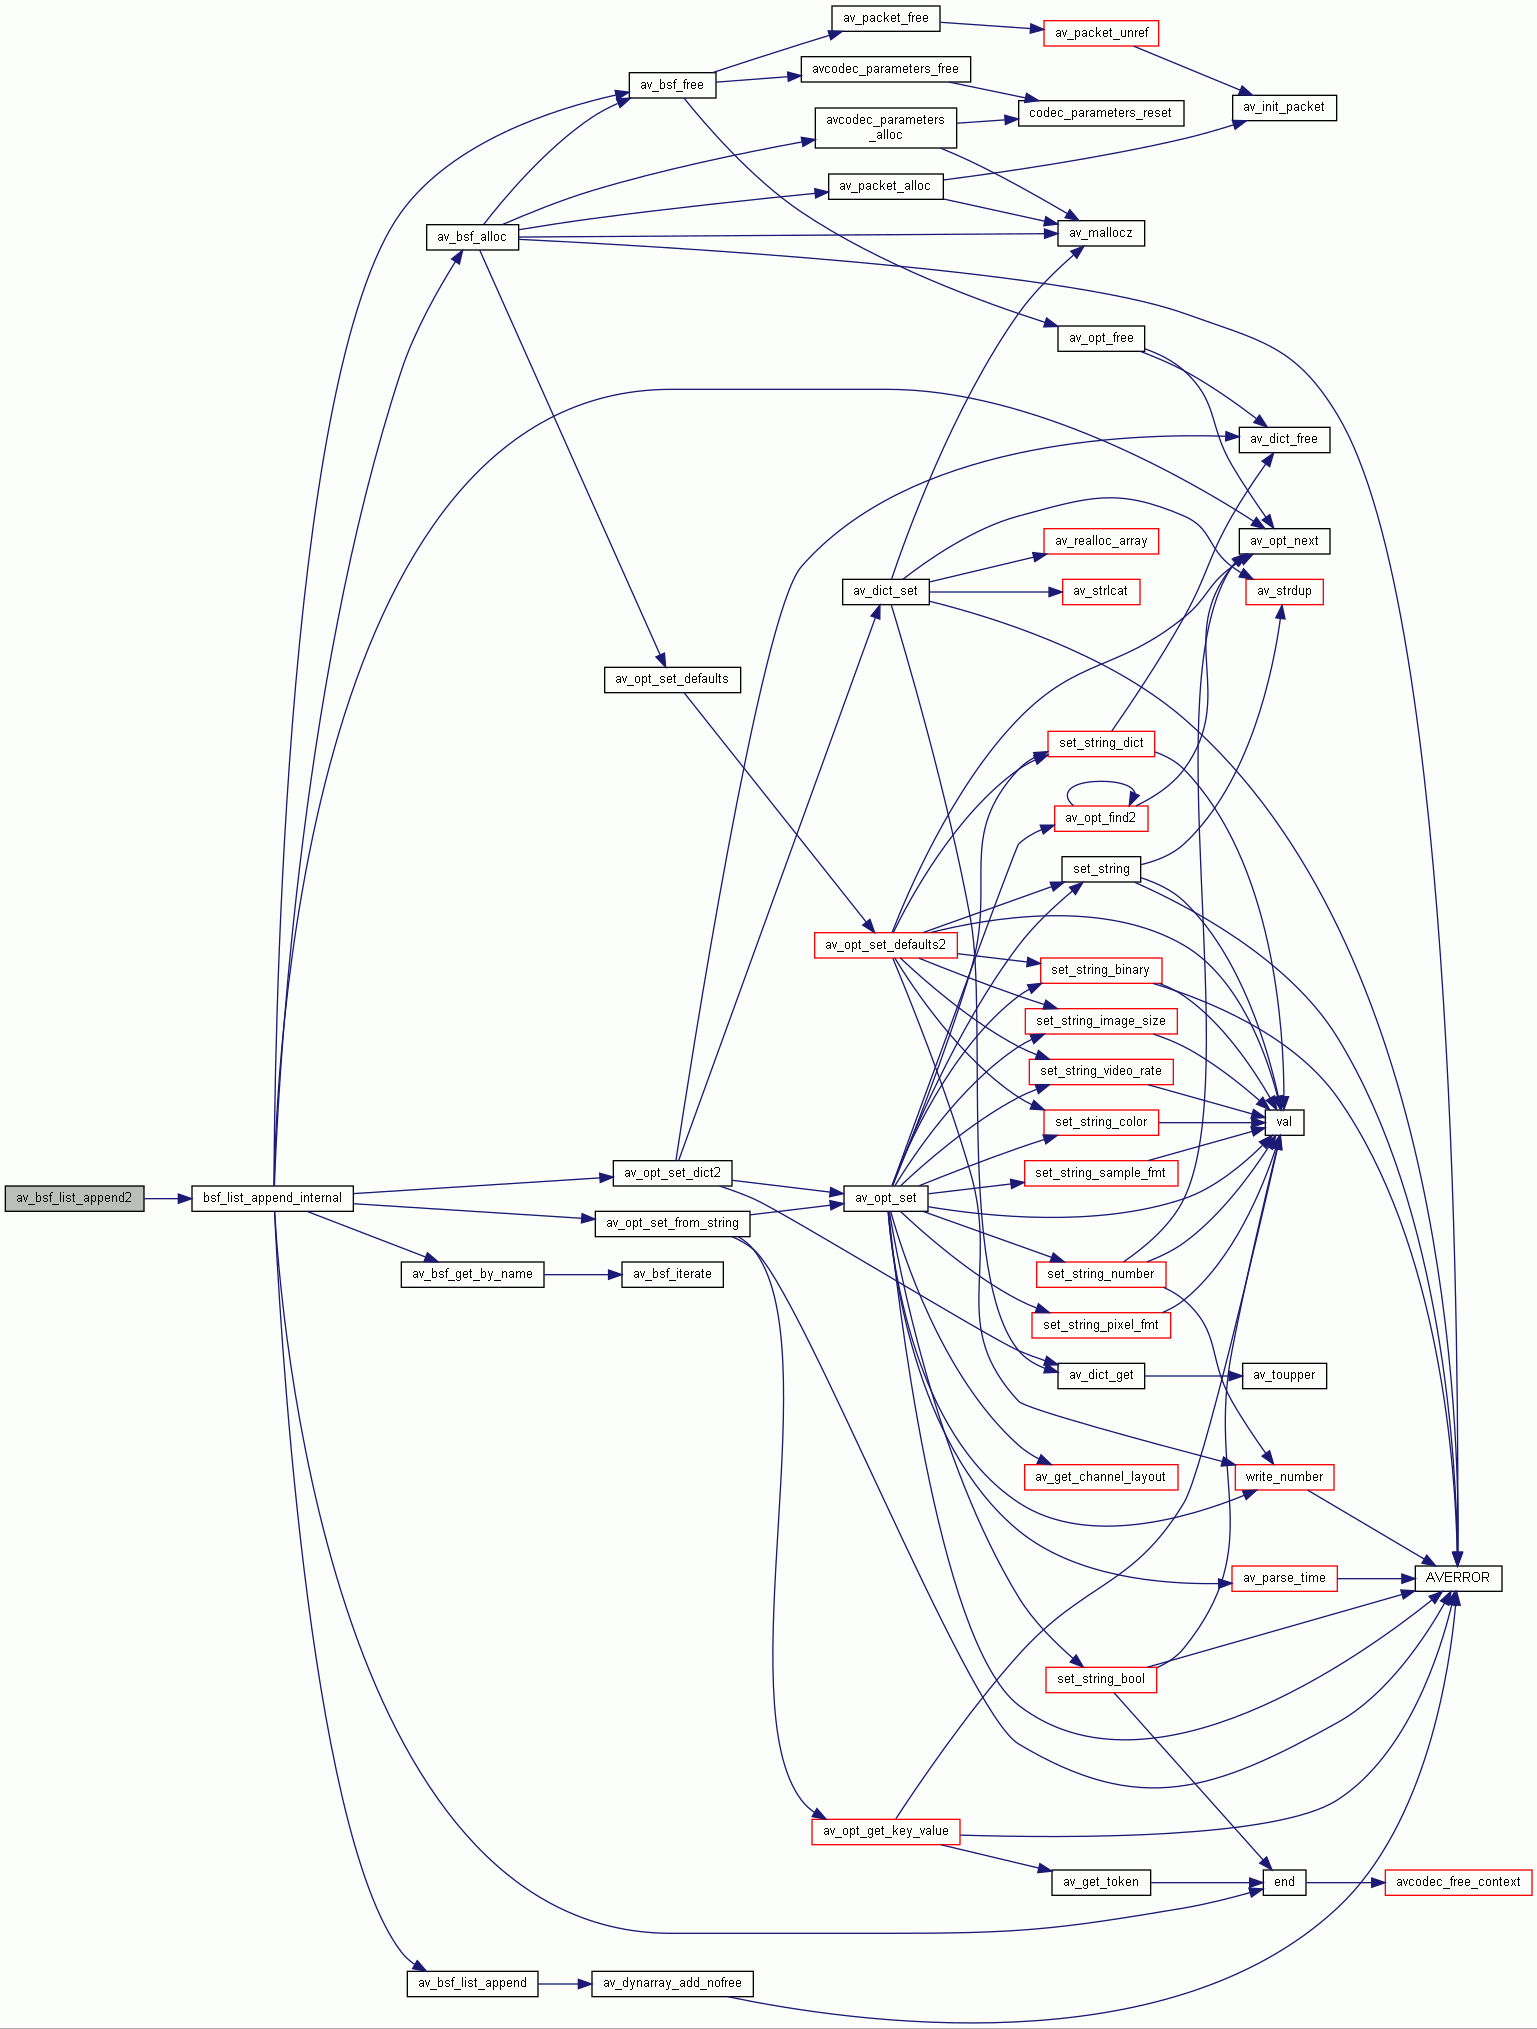 av_packet_free
av_packet_unref
avcodec_parameters_free
av_bsf_free
av_init_packet
codec_parameters_reset
avcodec_parameters
_alloc
av_packet_alloc
av_mallocz
av_bsf_alloc
av_opt_free
av_dict_free
av_opt_next
av_realloc_array
av_dict_set
av_strlcat
av_strdup
av_opt_set_defaults
set_string_dict
av_opt_find2
set_string
av_opt_set_defaults2
set_string_binary
set_string_image_size
set_string_video_rate
set_string_color
val
av_opt_set_dict2
set_string_sample_fmt
av_bsf_list_append2
bsf_list_append_internal
av_opt_set
av_opt_set_from_string
av_bsf_get_by_name
av_bsf_iterate
set_string_number
set_string_pixel_fmt
av_dict_get
av_toupper
av_get_channel_layout
write_number
av_parse_time
AVERROR
set_string_bool
av_opt_get_key_value
av_get_token
end
avcodec_free_context
av_bsf_list_append
av_dynarray_add_nofree